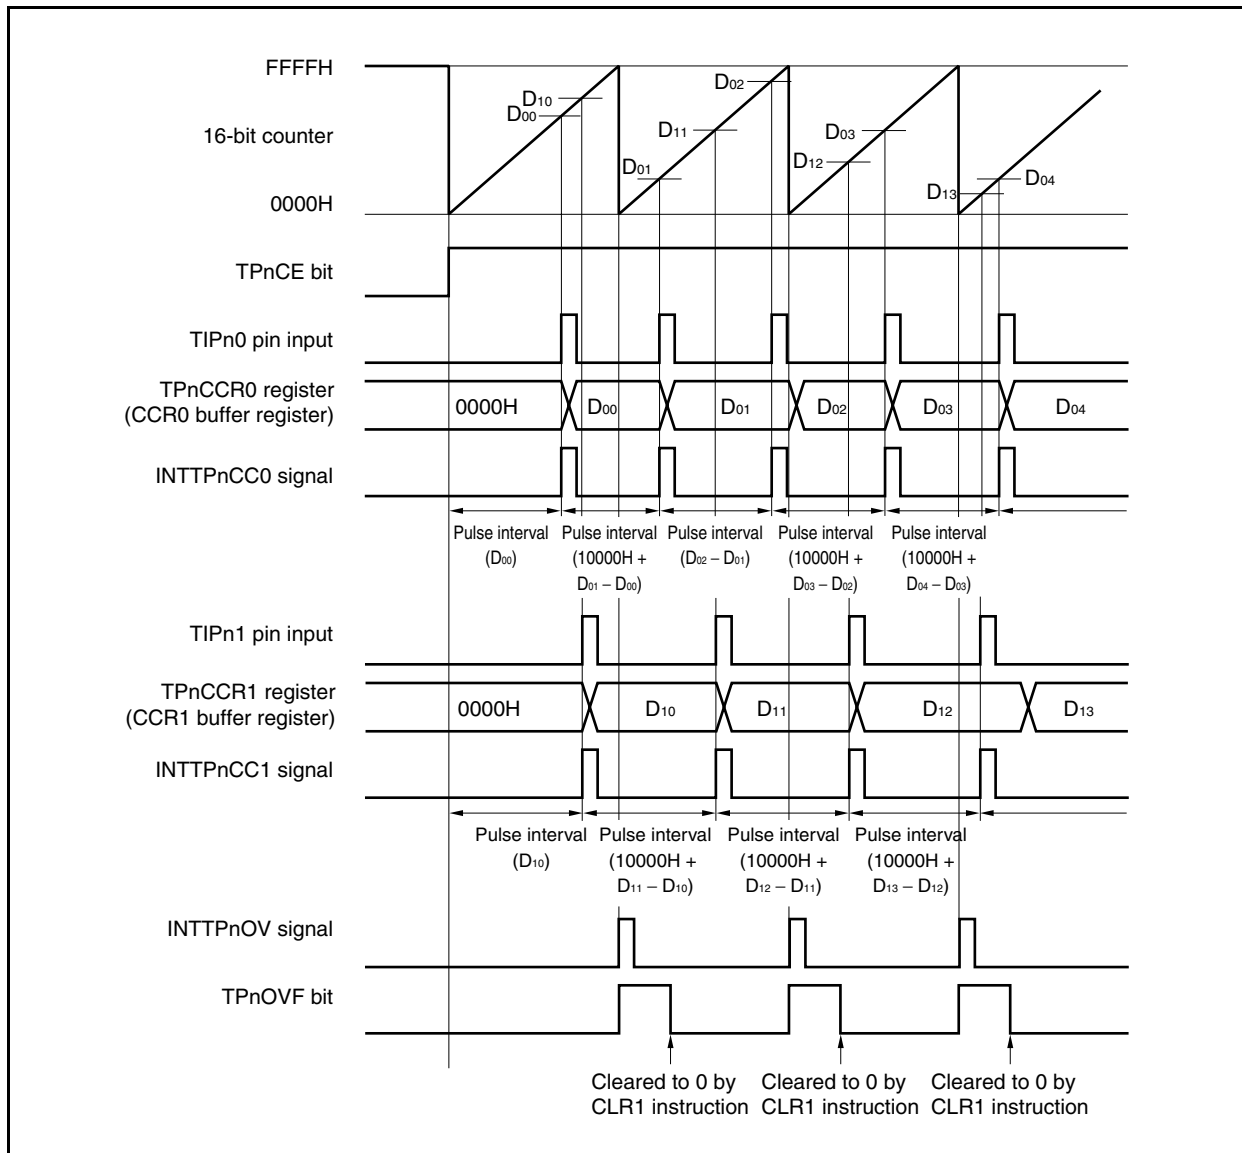 FFFFH
D02
D10
D00
16-bit counter
D11
D03
D12
D01
D13
D04
0000H
TPnCE bit
TIPn0 pin input
TPnCCR0 register
(CCR0 buffer register)
0000H D00 D01 D02 D03 D04
INTTPnCC0 signal
Pulse interval Pulse interval Pulse interval Pulse interval Pulse interval
(D00) (10000H + (D02 – D01) (10000H + (10000H +
D01 – D00) D03 – D02) D04 – D03)
TIPn1 pin input
TPnCCR1 register
(CCR1 buffer register)
0000H D10 D11 D12 D13
INTTPnCC1 signal
Pulse interval Pulse interval Pulse interval Pulse interval
(D10) (10000H + (10000H + (10000H +
D11 – D10) D12 – D11) D13 – D12)
INTTPnOV signal
TPnOVF bit
Cleared to 0 by Cleared to 0 by Cleared to 0 by
CLR1 instruction CLR1 instruction CLR1 instruction